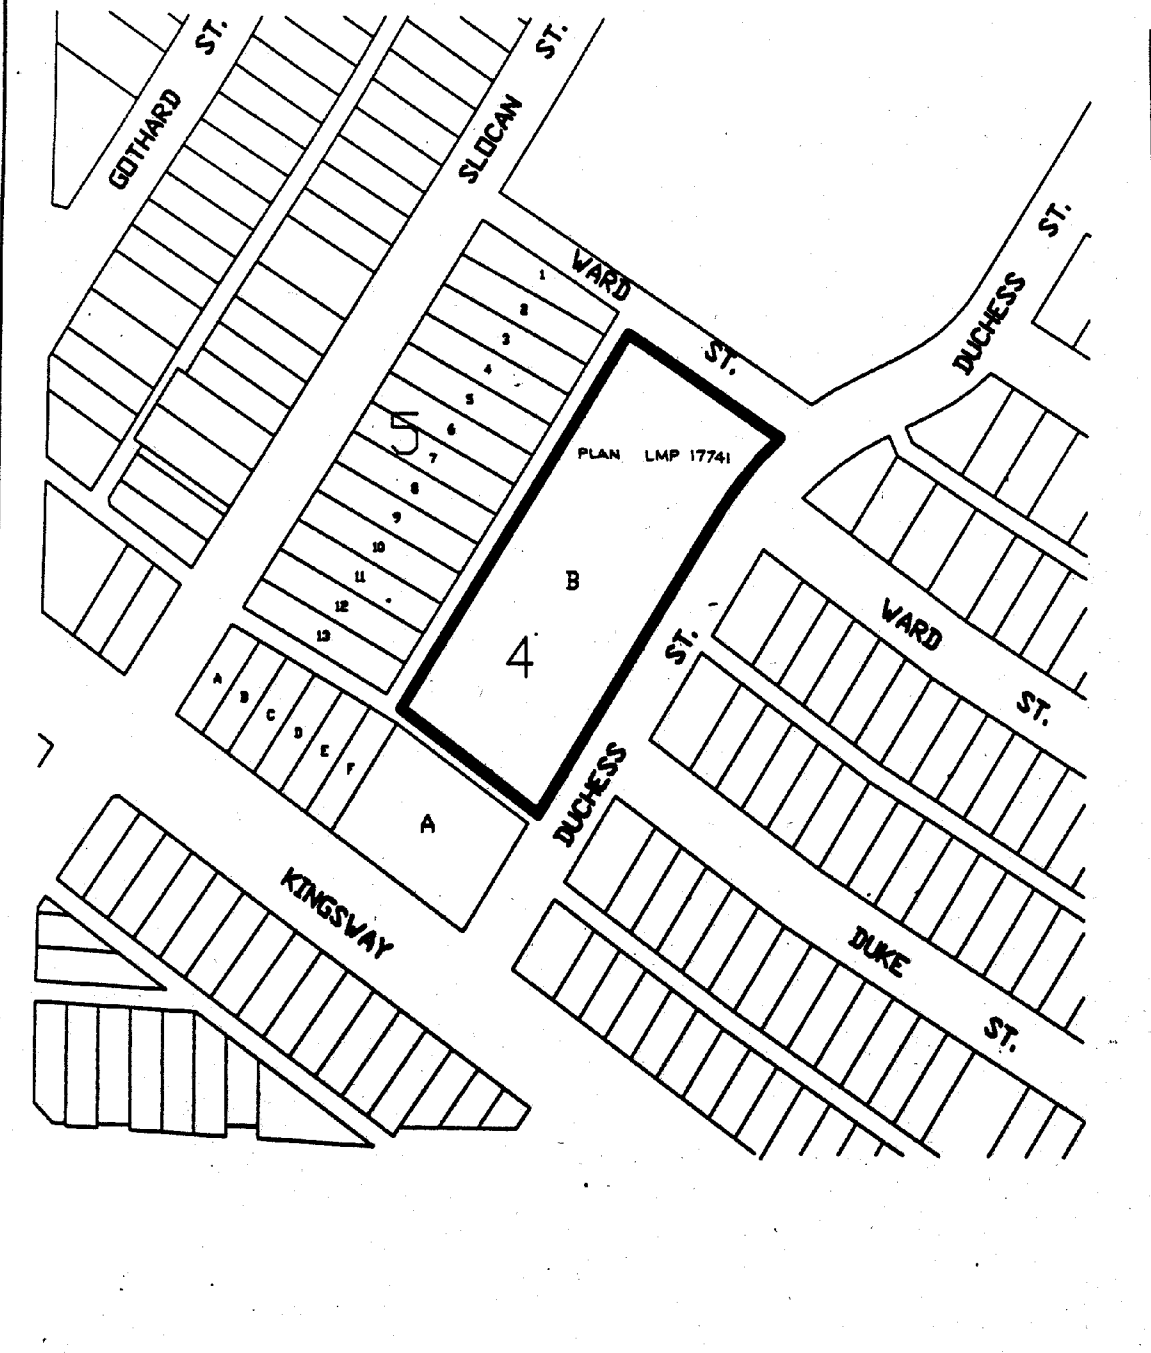 GOTHARD ST.
SLOCAN ST.
WARD ST.
DUCHESS ST.
1
2
3
4
5
6
7
8
9
10
11
12
13
5
PLAN LMP 17741
B
4
WARD ST.
DUCHESS ST.
A
B
C
D
E
F
A
KINGSWAY
DUKE ST.